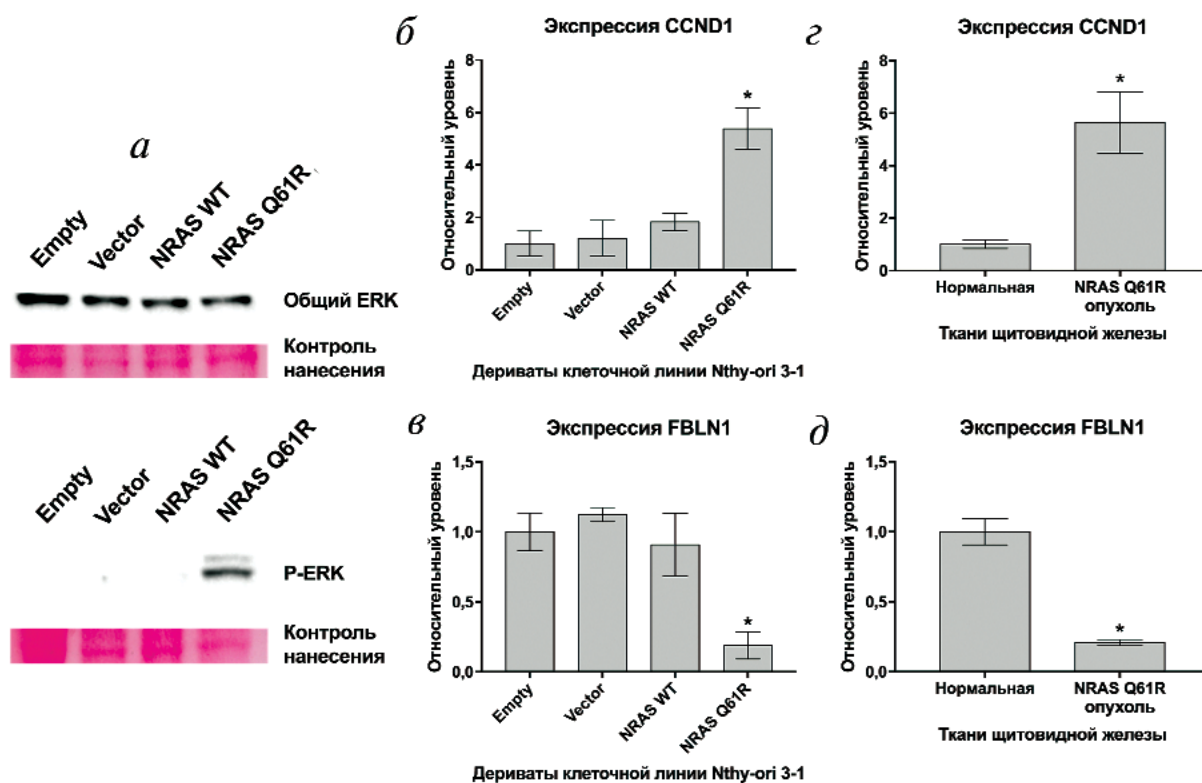 а
Empty
Vector
NRAS WT
NRAS Q61R
Общий ERK
Контроль
нанесения
Empty
Vector
NRAS WT
NRAS Q61R
P-ERK
Контроль
нанесения
б
Экспрессия CCND1
Относительный уровень
8
6
4
2
0
*
Empty
Vector
NRAS WT
NRAS Q61R
Дериваты клеточной линии Nthy-ori 3-1
в
Экспрессия FBLN1
Относительный уровень
1,5
1,0
0,5
0,0
*
Empty
Vector
NRAS WT
NRAS Q61R
Дериваты клеточной линии Nthy-ori 3-1
г
Экспрессия CCND1
Относительный уровень
8
6
4
2
0
*
Нормальная
NRAS Q61R
опухоль
Ткани щитовидной железы
д
Экспрессия FBLN1
Относительный уровень
1,5
1,0
0,5
0,0
*
Нормальная
NRAS Q61R
опухоль
Ткани щитовидной железы